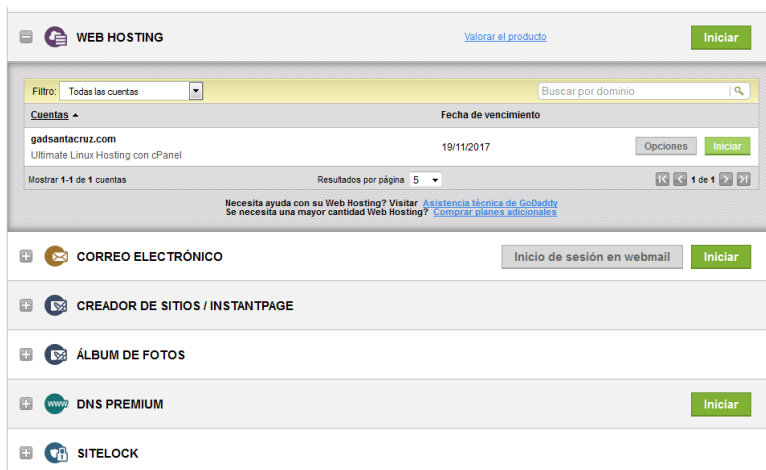 WEB HOSTING Valorar el producto Iniciar
Filtro: Todas las cuentas Buscar por dominio
Cuentas Fecha de vencimiento
gadsantacruz.com
Ultimate Linux Hosting con cPanel 19/11/2017 Opciones Iniciar
Mostrar 1-1 de 1 cuentas Resultados por página 5 1 de 1
Necesita ayuda con su Web Hosting? Visitar Asistencia técnica de GoDaddy
Se necesita una mayor cantidad Web Hosting? Comprar planes adicionales
CORREO ELECTRÓNICO Inicio de sesión en webmail Iniciar
CREADOR DE SITIOS / INSTANTPAGE
ÁLBUM DE FOTOS
www DNS PREMIUM Iniciar
SITELOCK